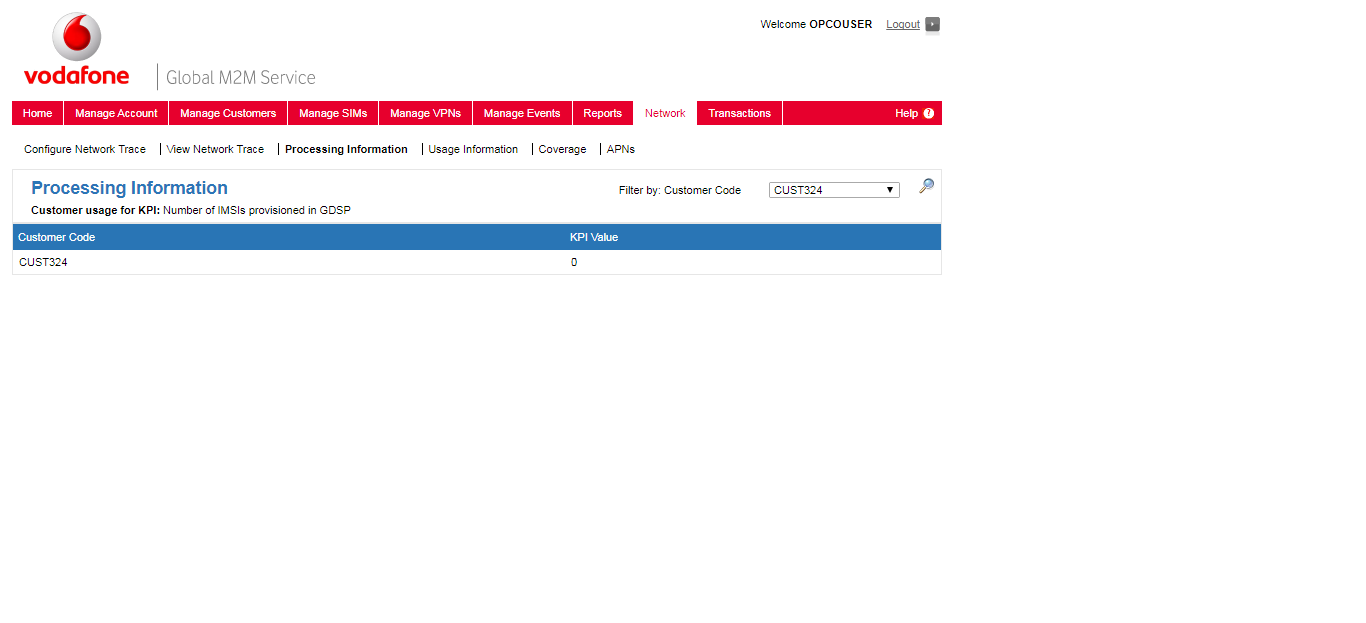 Welcome OPCOUSER Logout
vodafone Global M2M Service
Home Manage Account Manage Customers Manage SIMs Manage VPNs Manage Events Reports Network Transactions Help ?
Configure Network Trace View Network Trace Processing Information Usage Information Coverage APNs
Processing Information
Filter by: Customer Code CUST324
Customer usage for KPI: Number of IMSIs provisioned in GDSP
Customer Code KPI Value
CUST324 0